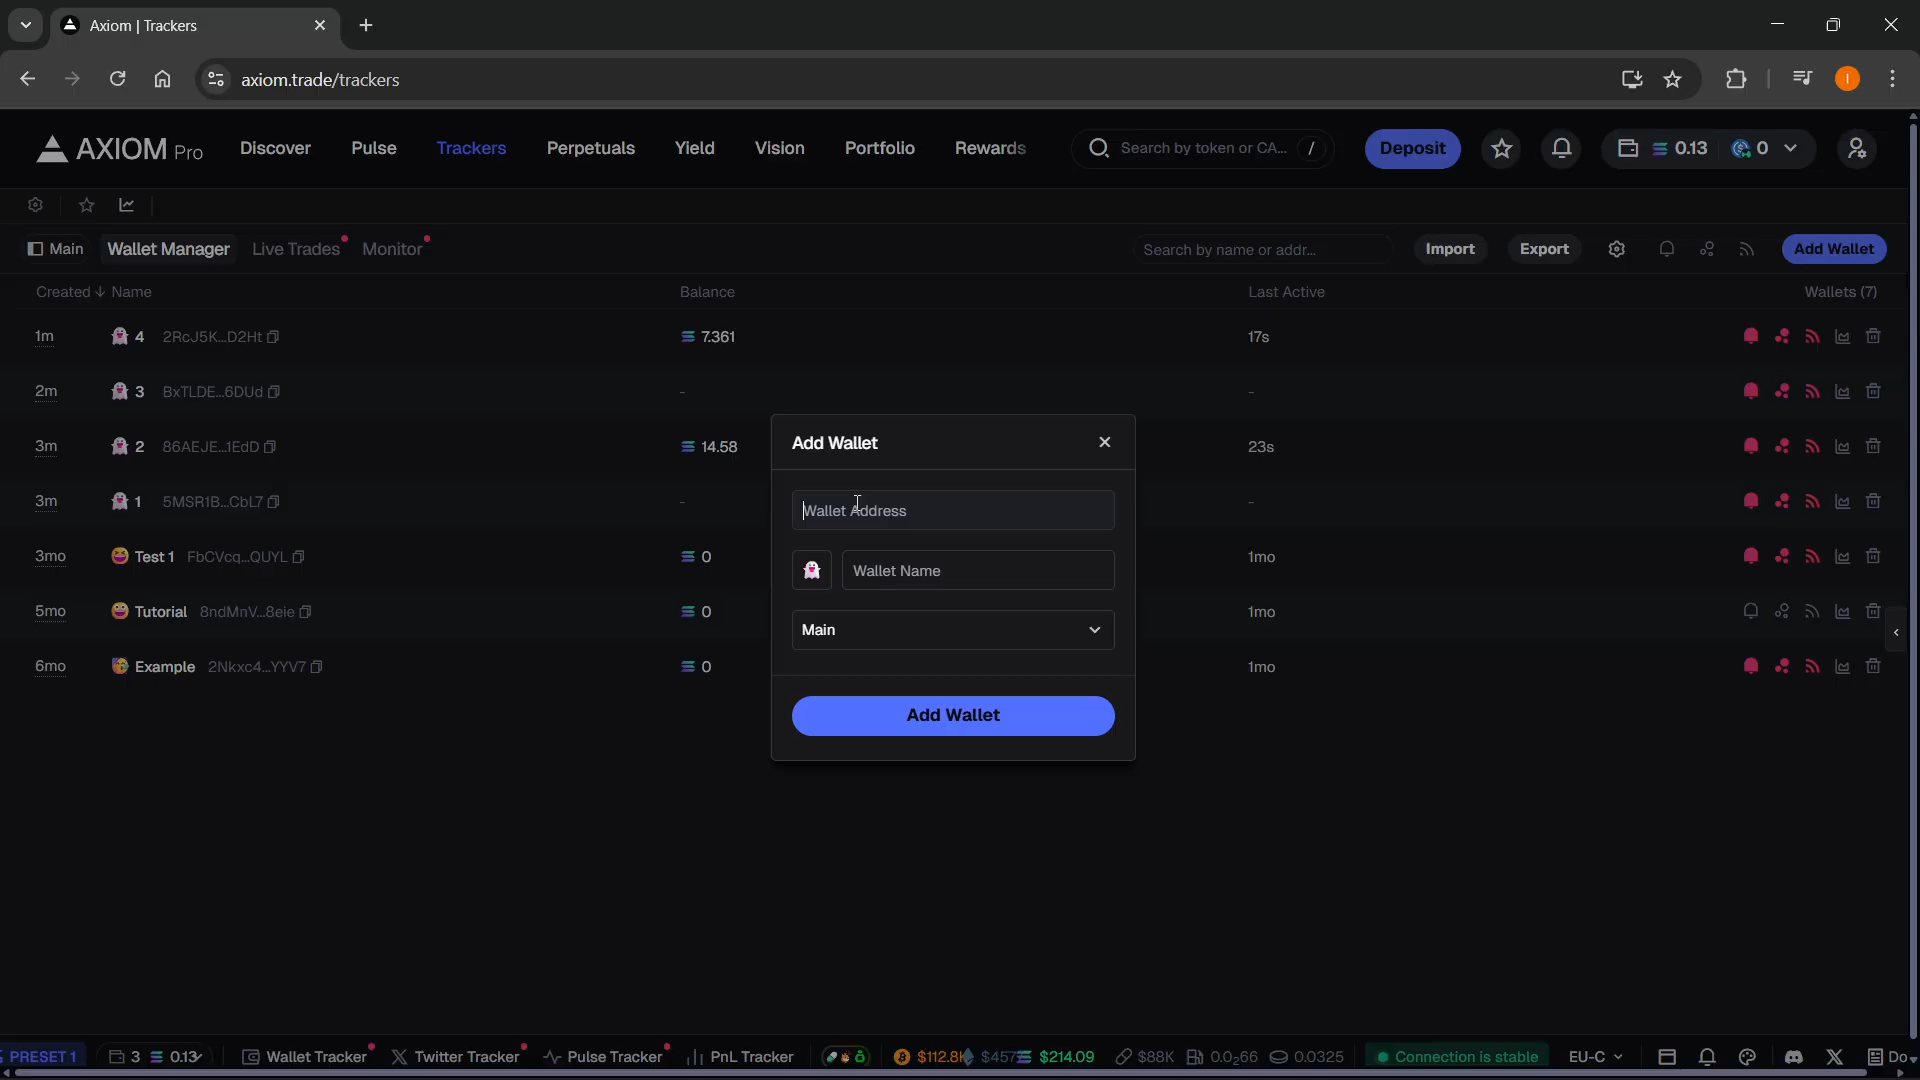 Axiom | Trackers
axiom.trade/trackers
AXIOM Pro Discover Pulse Trackers Perpetuals Yield Vision Portfolio Rewards Search by token or CA... / Deposit 0.13 0
Main Wallet Manager Live Trades Monitor Search by name or addr... Import Export Add Wallet
Created ↓ Name Balance Last Active Wallets (7)
1m 4 2RcJ5K...D2Ht 7.361 17s
2m 3 BxTLDE...6DUd - -
3m 2 86AEJE...1EdD 14.58 23s
3m 1 5MSR1B...CbL7 - -
3mo Test 1 FbCVcq...QUYL 0 1mo
5mo Tutorial 8ndMnV...8eie 0 1mo
6mo Example 2Nkxc4...YYV7 0 1mo
Add Wallet
Wallet Address
Wallet Name
Main
Add Wallet
PRESET 1 3 0.13 Wallet Tracker Twitter Tracker Pulse Tracker PnL Tracker $112.8K $457 $214.09 $88K 0.0₂66 0.0325 Connection is stable EU-C Do